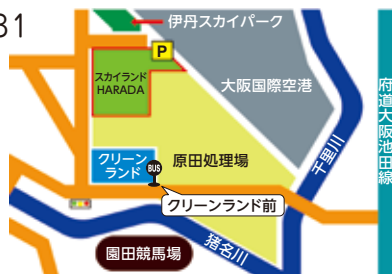 31
伊丹スカイパーク
P
スカイランド
HARADA
大阪国際空港
府道大阪池田線
クリーン
ランド
BUS
原田処理場
千里川
クリーンランド前
猪名川
園田競馬場